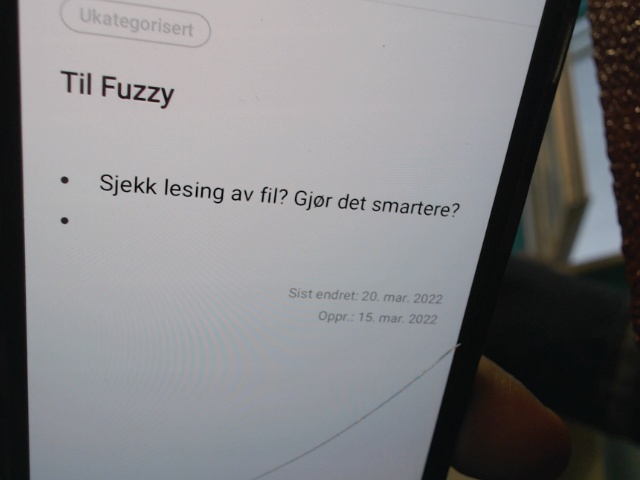 Ukategorisert
Til Fuzzy
• Sjekk lesing av fil? Gjør det smartere?
•
Sist endret: 20. mar. 2022
Oppr.: 15. mar. 2022